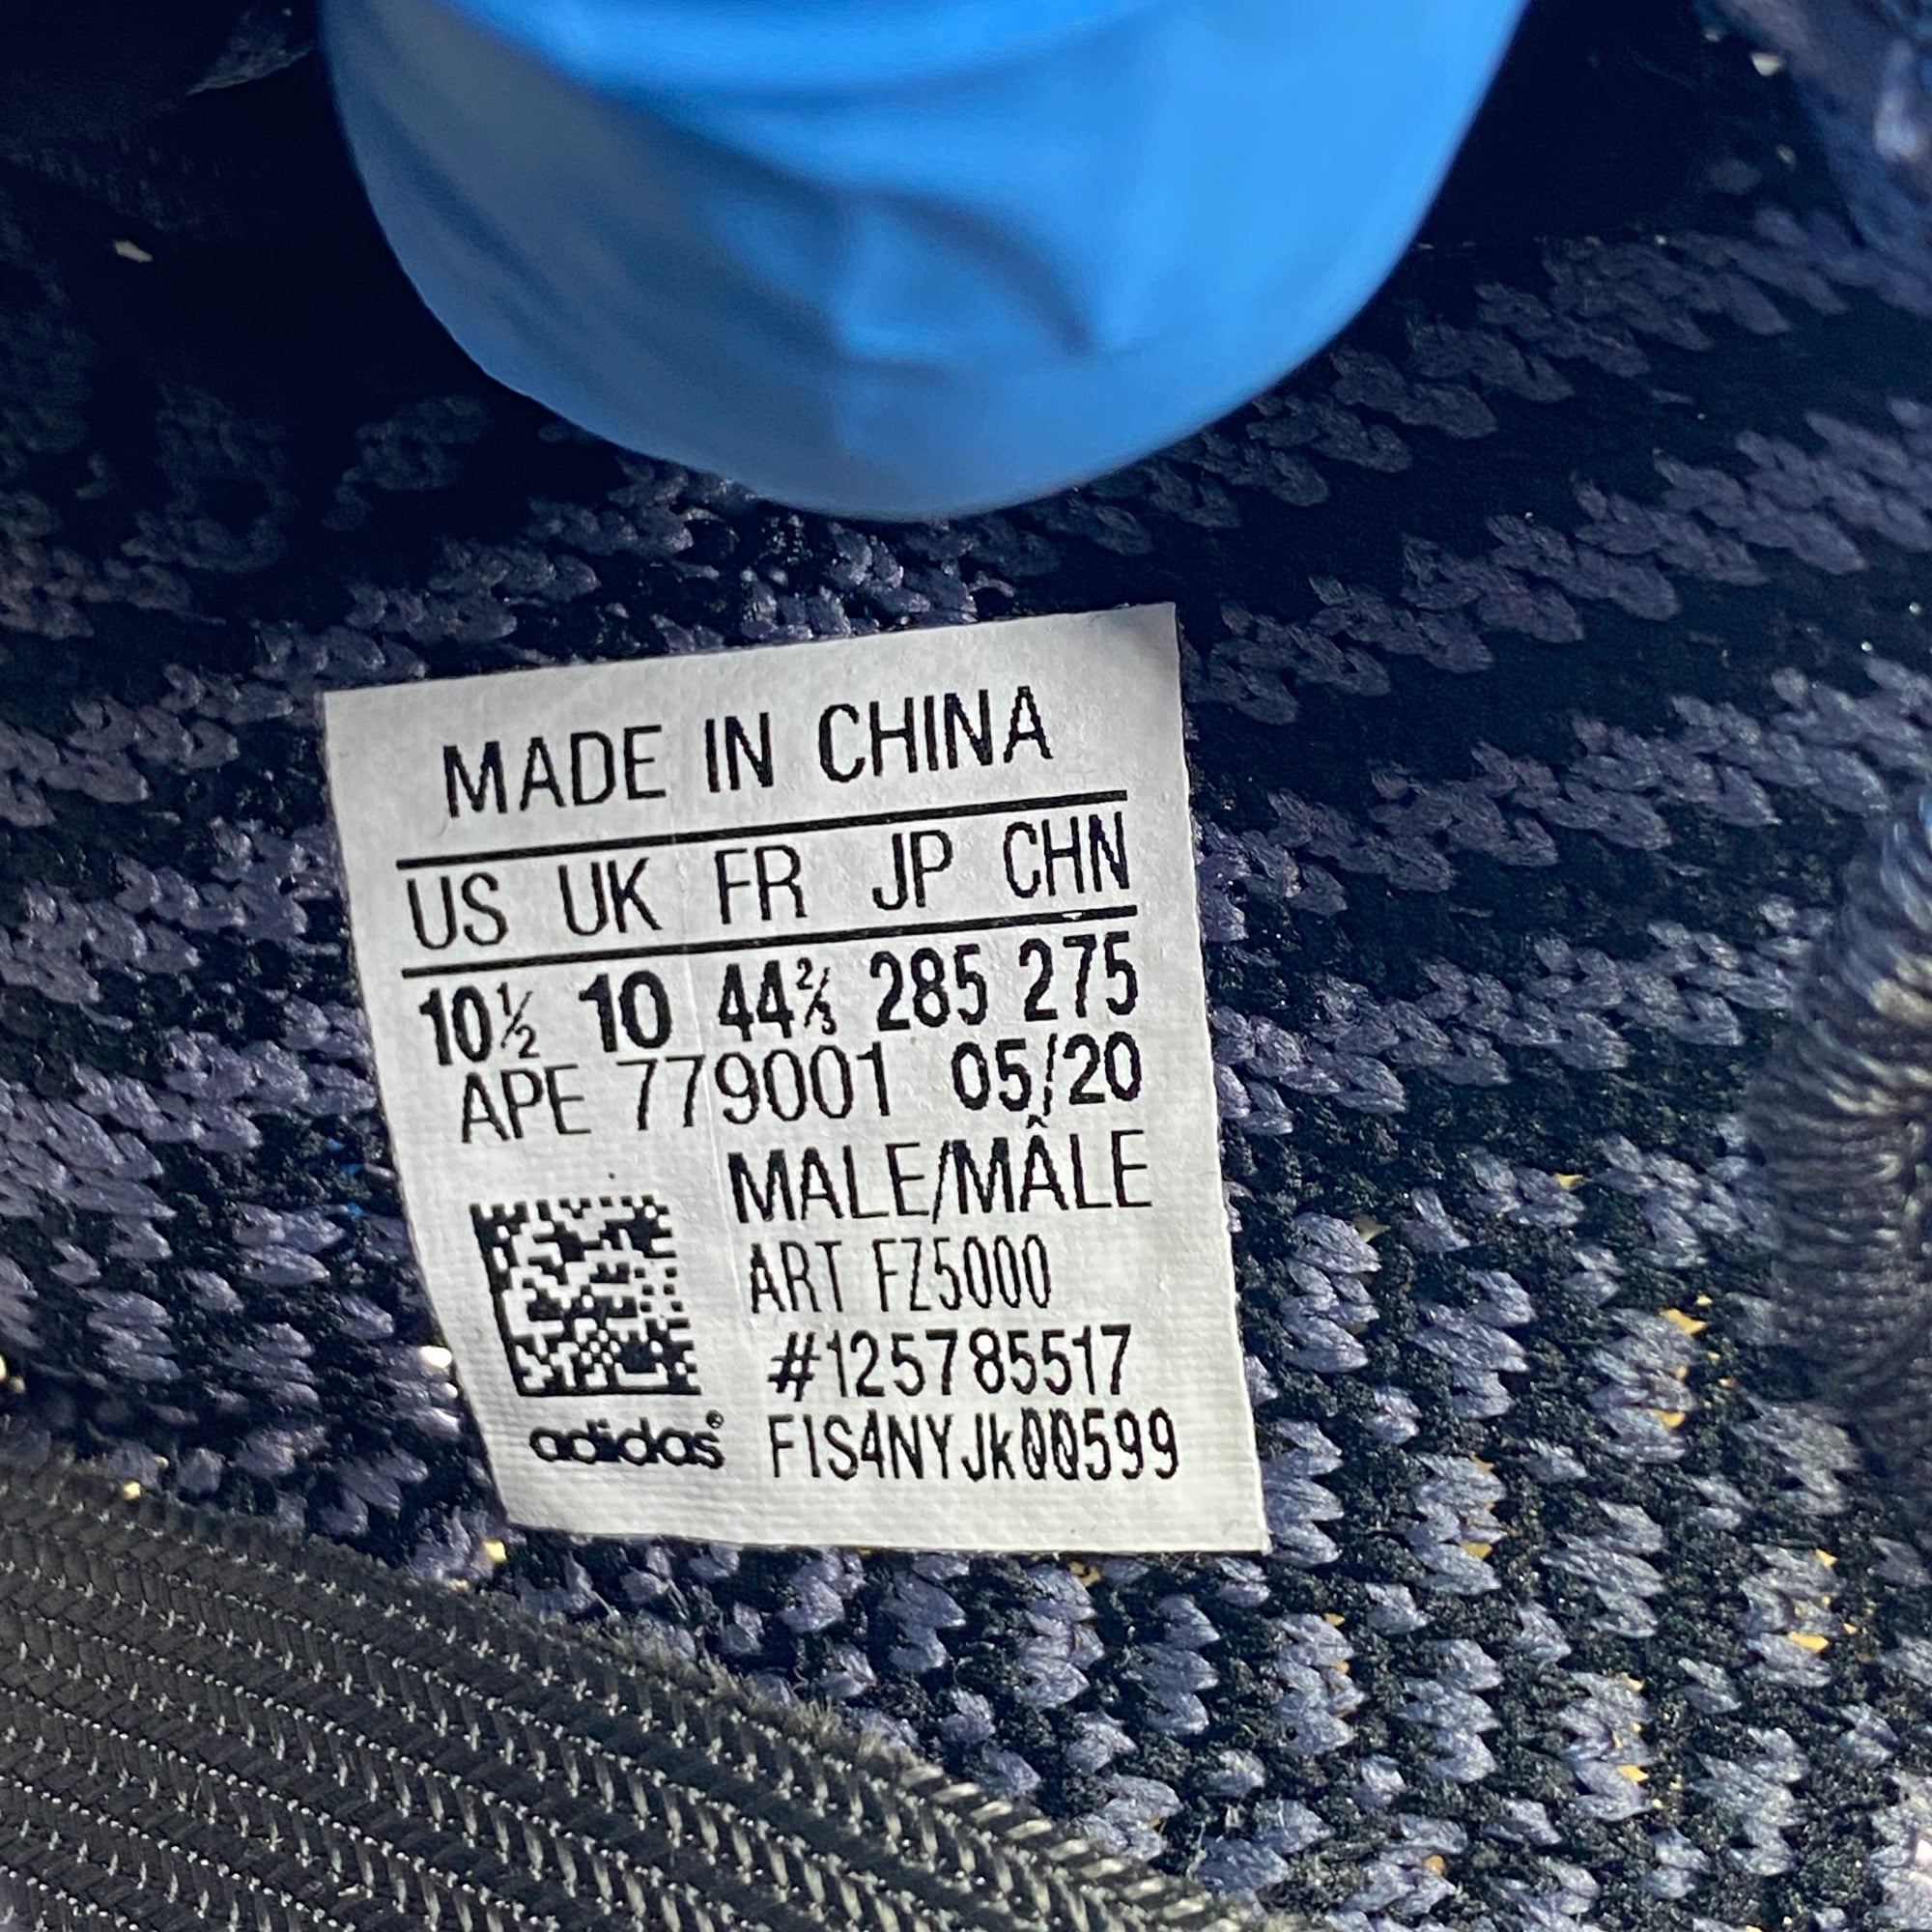 MADE IN CHINA
US UK FR JP CHN
10½ 10 44⅔ 285 275
APE 779001 05/20
MALE/MÂLE
ART FZ5000
#125785517
adidas® F1S4NYJk00599